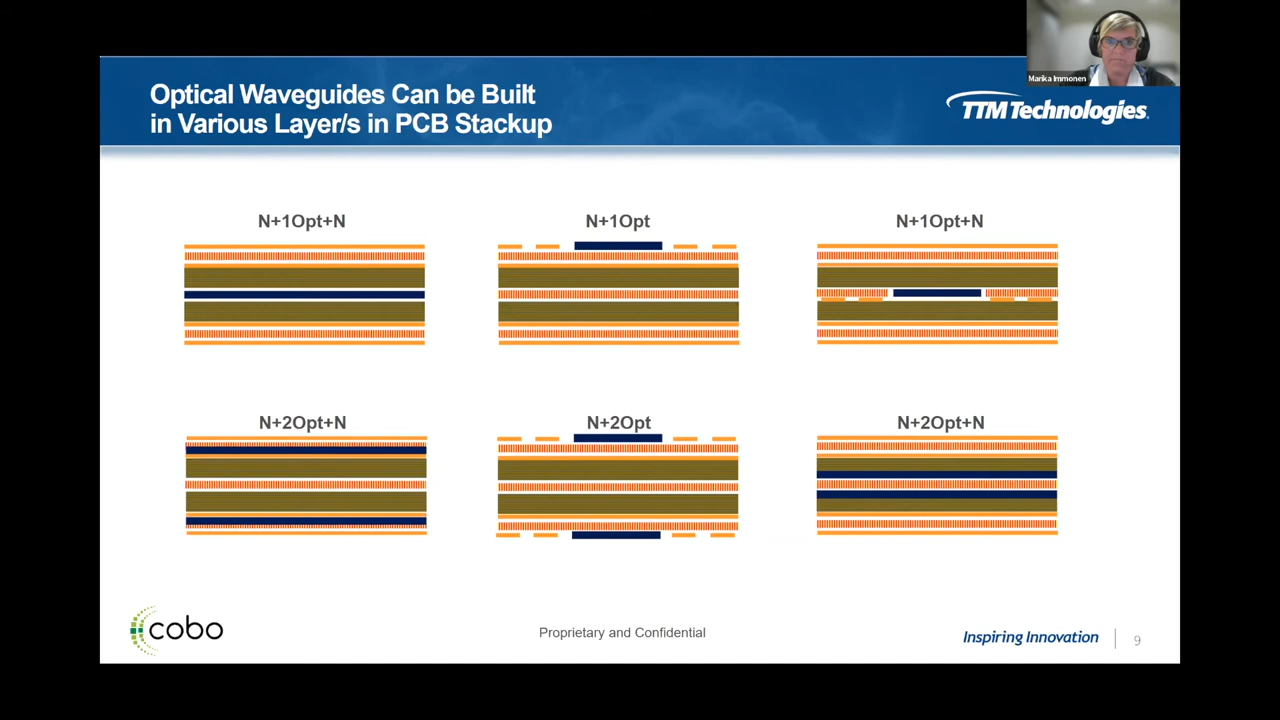 Marika Immonen
Optical Waveguides Can be Built
in Various Layer/s in PCB Stackup
TTM Technologies
N+1Opt+N
N+1Opt
N+1Opt+N
N+2Opt+N
N+2Opt
N+2Opt+N
cobo
Proprietary and Confidential
Inspiring Innovation
9